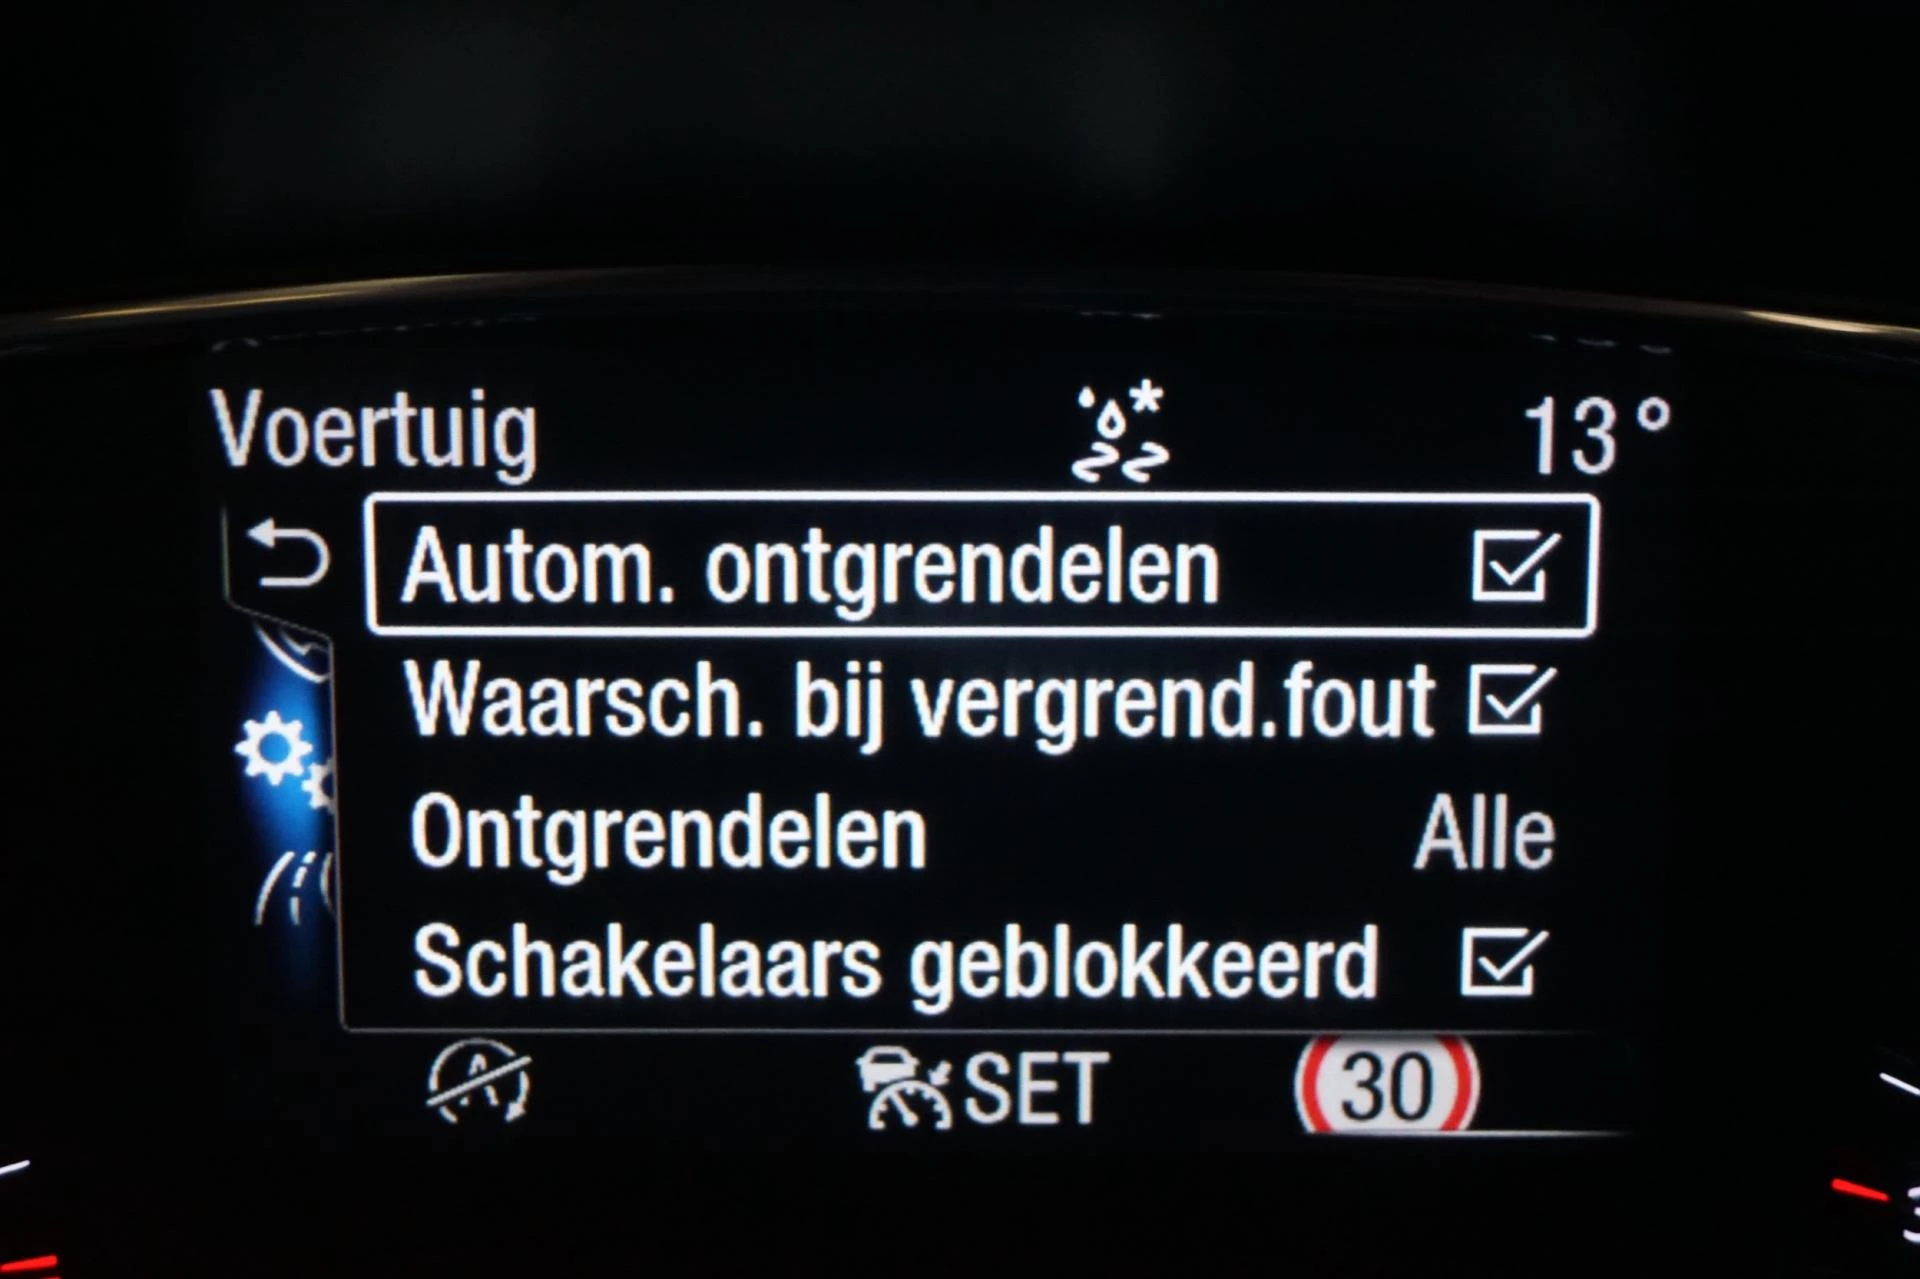 Voertuig 13°
Autom. ontgrendelen
Waarsch. bij vergrend.fout
Ontgrendelen Alle
Schakelaars geblokkeerd
A SET 30